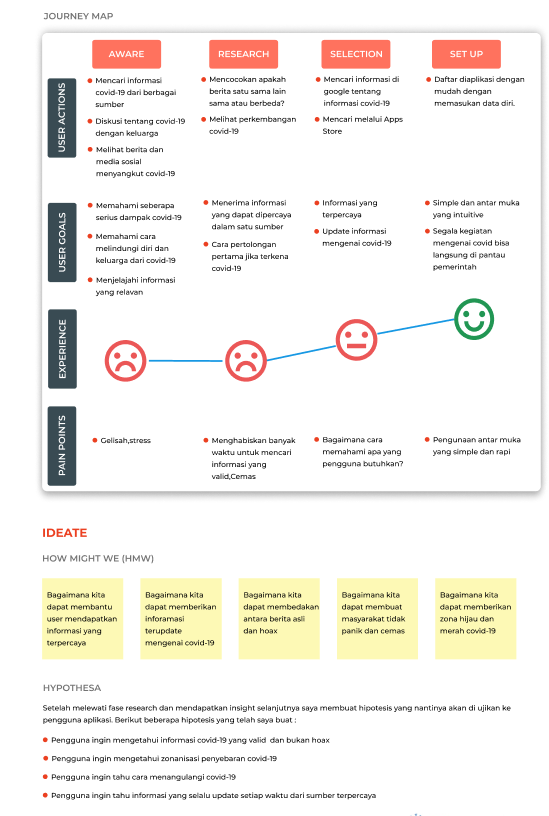 JOURNEY MAP
AWARE
RESEARCH
SELECTION
SET UP
USER ACTIONS
Mencari informasi
covid-19 dari berbagai
sumber
Diskusi tentang covid-19
dengan keluarga
Melihat berita dan
media sosial
menyangkut covid-19
Mencocokan apakah
berita satu sama lain
sama atau berbeda?
Melihat perkembangan
covid-19
Mencari informasi di
google tentang
informasi covid-19
Mencari melalui Apps
Store
Daftar diaplikasi dengan
mudah dengan
memasukan data diri.
USER GOALS
Memahami seberapa
serius dampak covid-19
Memahami cara
melindungi diri dan
keluarga dari covid-19
Menjelajahi informasi
yang relavan
Menerima informasi
yang dapat dipercaya
dalam satu sumber
Cara pertolongan
pertama jika terkena
covid-19
Informasi yang
terpercaya
Update informasi
mengenai covid-19
Simple dan antar muka
yang intuitive
Segala kegiatan
mengenai covid bisa
langsung di pantau
pemerintah
EXPERIENCE
PAIN POINTS
Gelisah,stress
Menghabiskan banyak
waktu untuk mencari
informasi yang
valid,Cemas
Bagaimana cara
memahami apa yang
pengguna butuhkan?
Pengunaan antar muka
yang simple dan rapi
IDEATE
HOW MIGHT WE (HMW)
Bagaimana kita
dapat membantu
user mendapatkan
informasi yang
terpercaya
Bagaimana kita
dapat memberikan
inforamasi
terupdate
mengenai covid-19
Bagaimana kita
dapat membedakan
antara berita asli
dan hoax
Bagaimana kita
dapat membuat
masyarakat tidak
panik dan cemas
Bagaimana kita
dapat memberikan
zona hijau dan
merah covid-19
HYPOTHESA
Setelah melewati fase research dan mendapatkan insight selanjutnya saya membuat hipotesis yang nantinya akan di ujikan ke
pengguna aplikasi. Berikut beberapa hipotesis yang telah saya buat :
Pengguna ingin mengetahui informasi covid-19 yang valid dan bukan hoax
Pengguna ingin mengetahui zonanisasi penyebaran covid-19
Pengguna ingin tahu cara menangulangi covid-19
Pengguna ingin tahu informasi yang selalu update setiap waktu dari sumber terpercaya